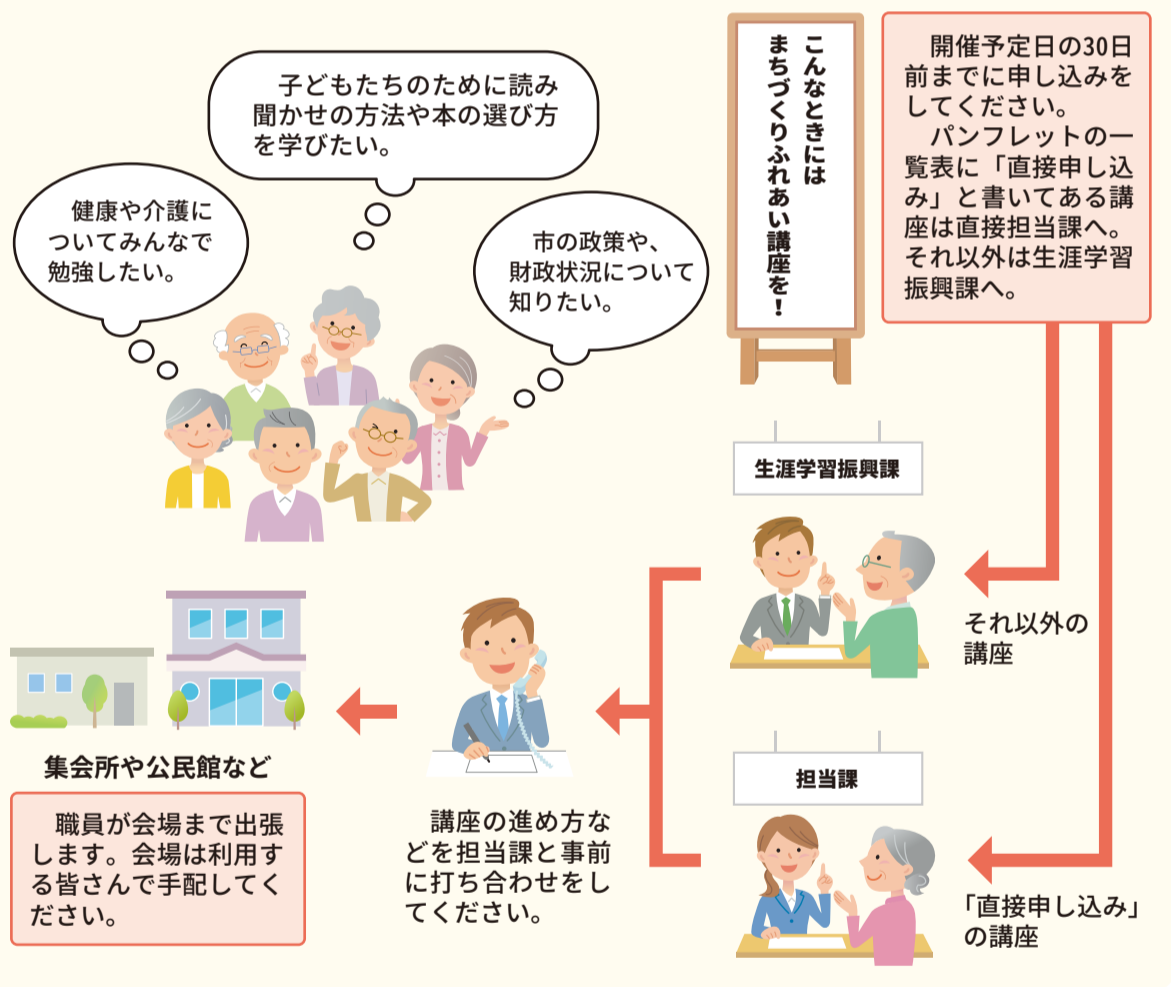 こんなときには
まちづくりふれあい講座を！
子どもたちのために読み
聞かせの方法や本の選び方
を学びたい。
健康や介護に
ついてみんなで
勉強したい。
市の政策や、
財政状況について
知りたい。
開催予定日の30日
前までに申し込みを
してください。
パンフレットの一
覧表に「直接申し込
み」と書いてある講
座は直接担当課へ。
それ以外は生涯学習
振興課へ。
生涯学習振興課
それ以外の
講座
担当課
「直接申し込み」
の講座
講座の進め方な
どを担当課と事前
に打ち合わせをし
てください。
集会所や公民館など
職員が会場まで出張
します。会場は利用す
る皆さんで手配してく
ださい。